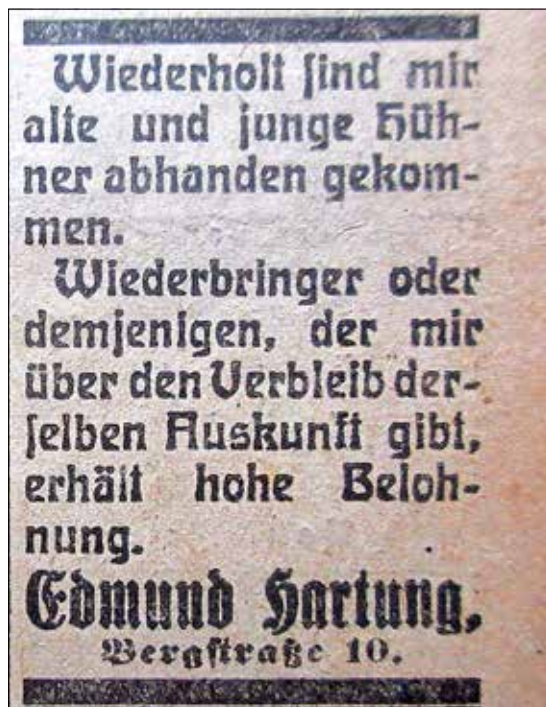 Wiederholt ſind mir
alte und junge Hüh-
ner abhanden gekom-
men.
Wiederbringer oder
demjenigen, der mir
über den Verbleib der-
ſelben Auskunft gibt,
erhält hohe Beloh-
nung.
Edmund Hartung,
Bergſtraße 10.